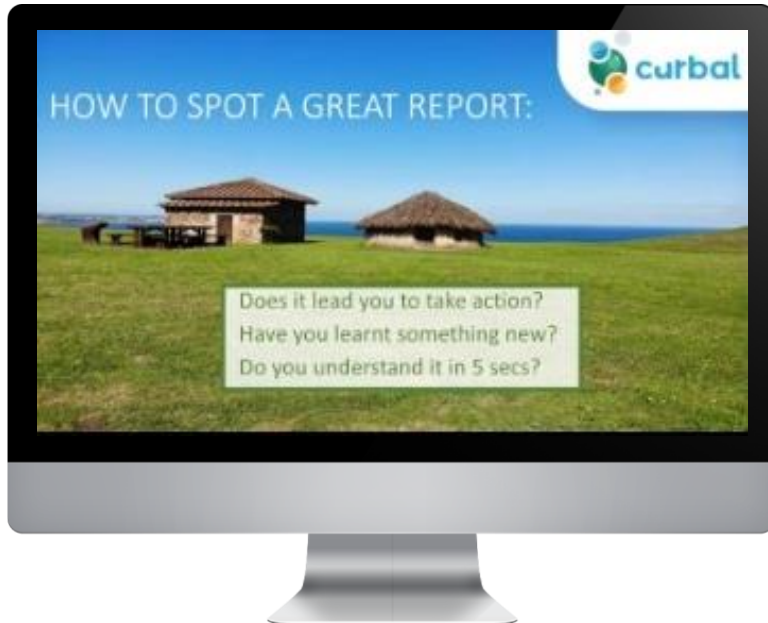 curbal
HOW TO SPOT A GREAT REPORT:
Does it lead you to take action?
Have you learnt something new?
Do you understand it in 5 secs?